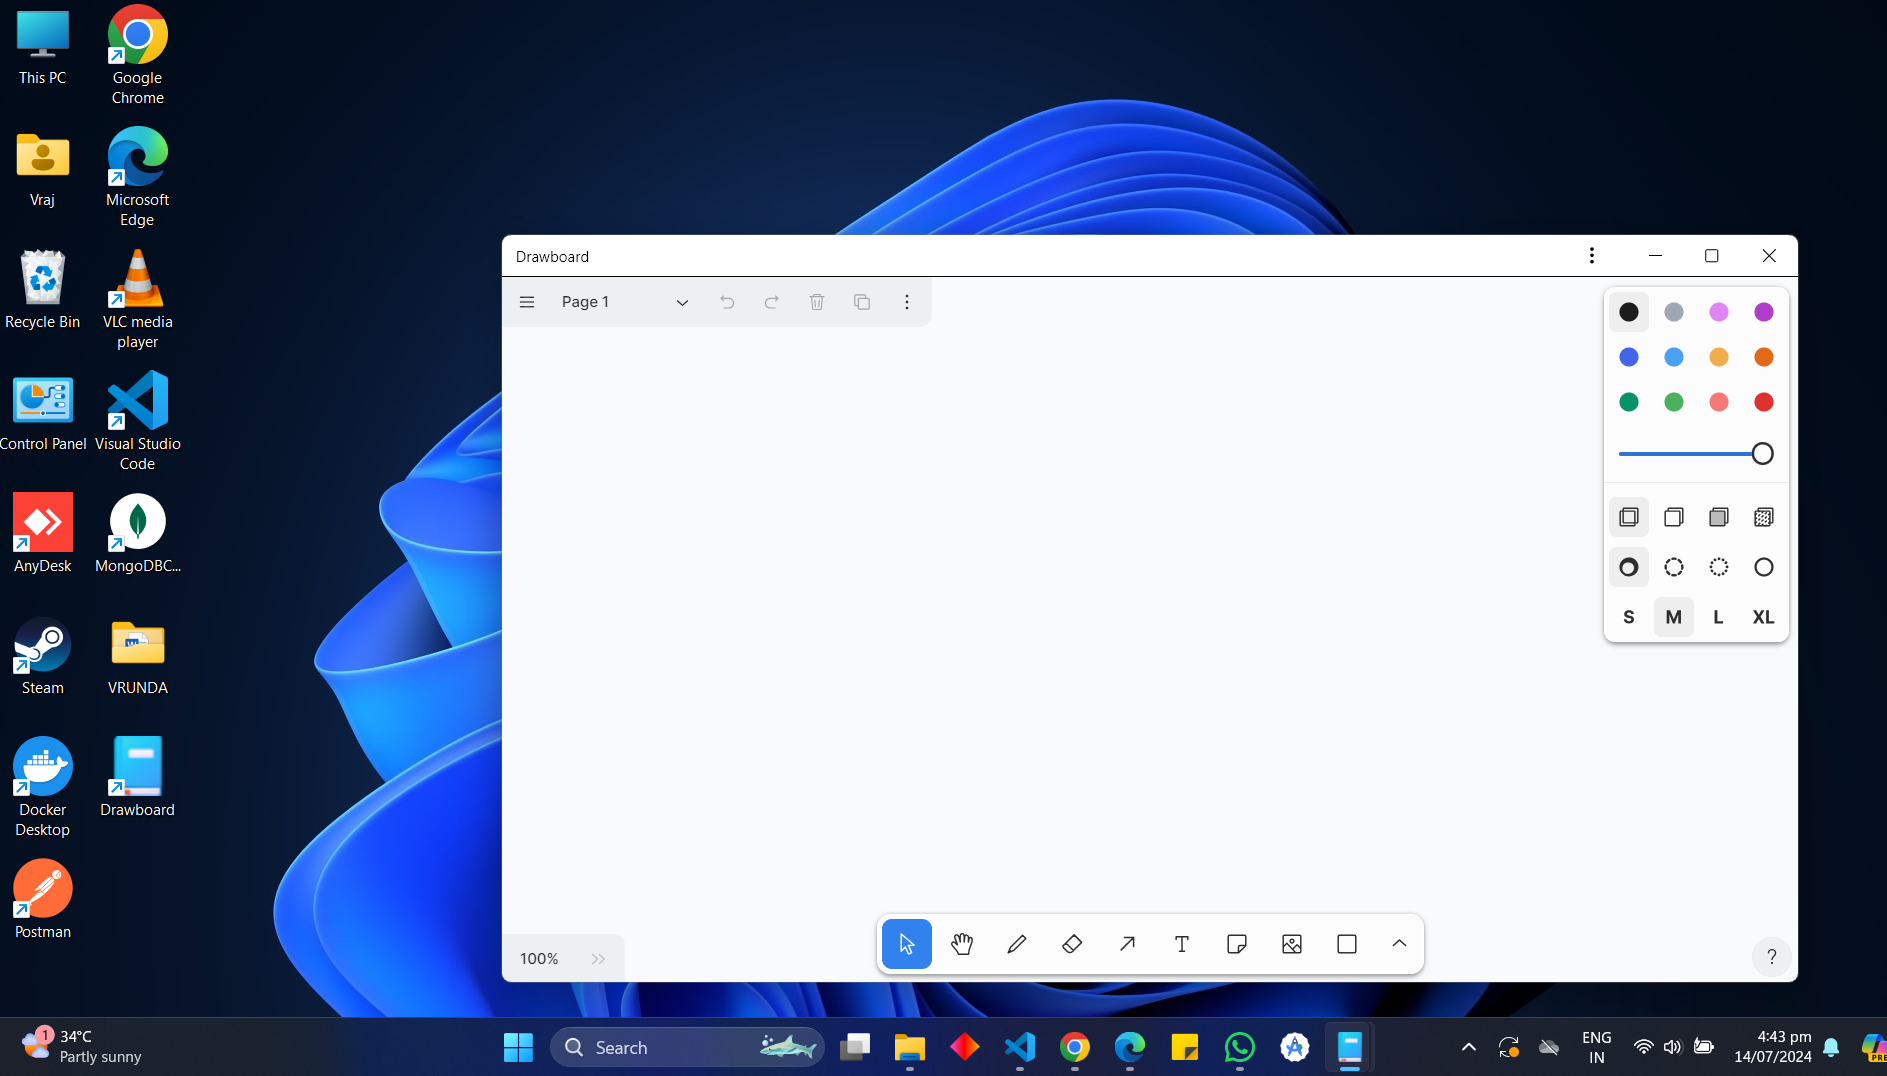 This PC
Google
Chrome
Vraj
Microsoft
Edge
Recycle Bin
VLC media
player
Control Panel
Visual Studio
Code
AnyDesk
MongoDBC...
Steam
VRUNDA
Docker
Desktop
Drawboard
Postman
Drawboard
Page 1
S M L XL
100%
T
?
1
34°C
Partly sunny
Search
ENG
IN
4:43 pm
14/07/2024
PRE